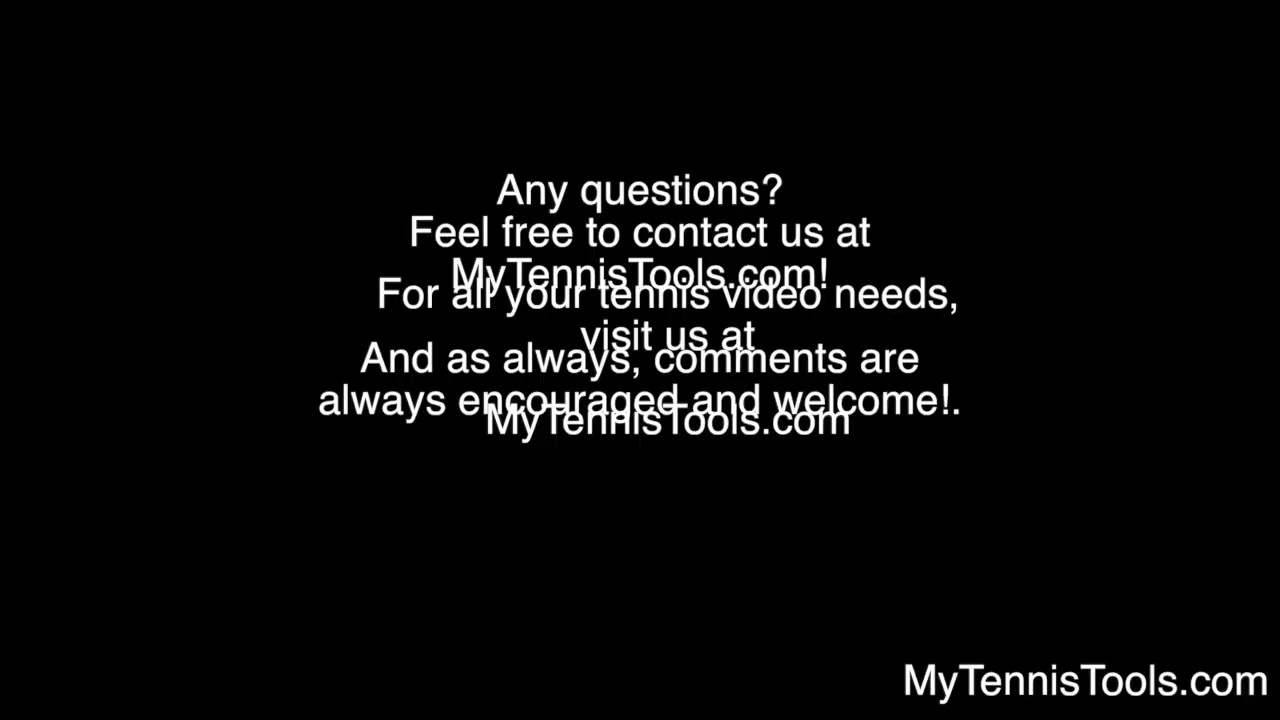 Any questions?
Feel free to contact us at
MyTennisTools.com!
For all your tennis video needs,
visit us at
And as always, comments are
always encouraged and welcome!.
MyTennisTools.com
MyTennisTools.com